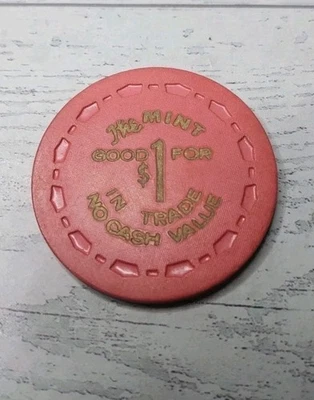 The MINT
GOOD $1 FOR
IN TRADE
NO CASH VALUE